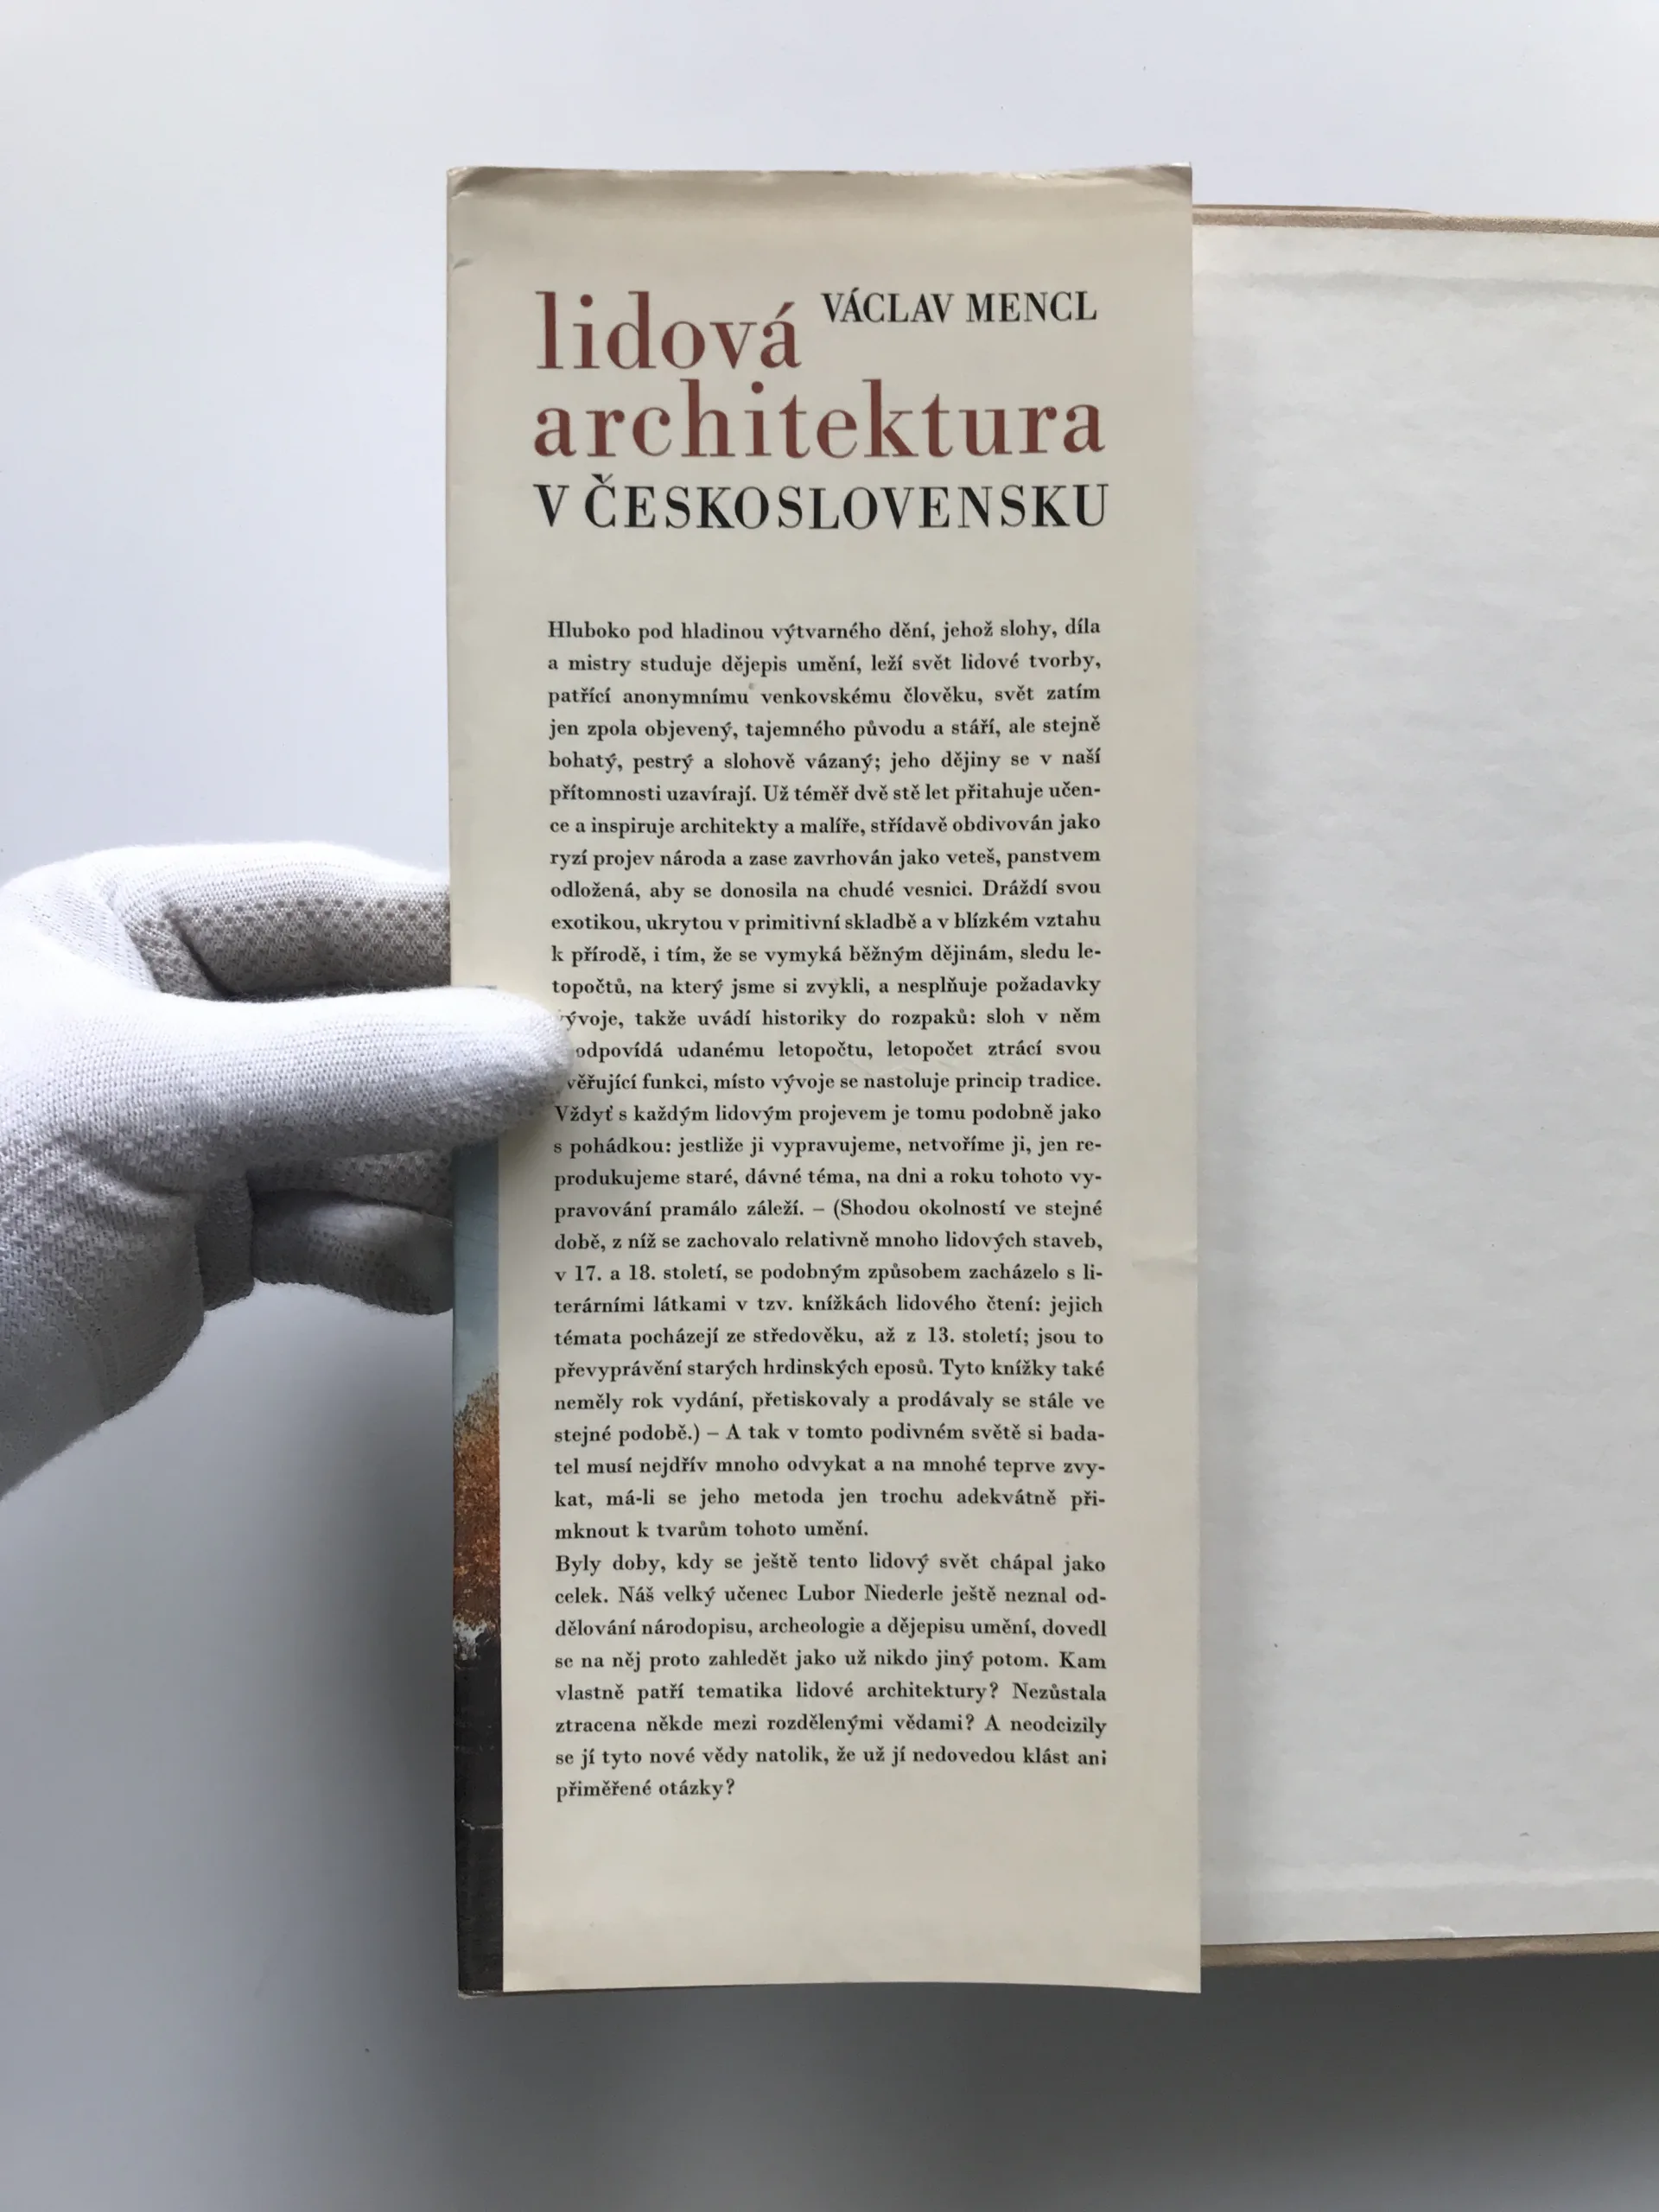 lidová VÁCLAV MENCL
architektura
V ČESKOSLOVENSKU
Hluboko pod hladinou výtvarného dění, jehož slohy, díla
a mistry studuje dějepis umění, leží svět lidové tvorby,
patřící anonymnímu venkovskému člověku, svět zatím
jen zpola objevený, tajemného původu a stáří, ale stejně
bohatý, pestrý a slohově vázaný; jeho dějiny se v naší
přítomnosti uzavírají. Už téměř dvě stě let přitahuje učen-
ce a inspiruje architekty a malíře, střídavě obdivován jako
ryzí projev národa a zase zavrhován jako veteš, panstvem
odložená, aby se donosila na chudé vesnici. Dráždí svou
exotikou, ukrytou v primitivní skladbě a v blízkém vztahu
k přírodě, i tím, že se vymyká běžným dějinám, sledu le-
topočtů, na který jsme si zvykli, a nesplňuje požadavky
vývoje, takže uvádí historiky do rozpaků: sloh v něm
odpovídá udanému letopočtu, letopočet ztrácí svou
věřující funkci, místo vývoje se nastoluje princip tradice.
Vždyť s každým lidovým projevem je tomu podobně jako
s pohádkou: jestliže ji vypravujeme, netvoříme ji, jen re-
produkujeme staré, dávné téma, na dni a roku tohoto vy-
pravování pramálo záleží. – (Shodou okolností ve stejné
době, z níž se zachovalo relativně mnoho lidových staveb,
v 17. a 18. století, se podobným způsobem zacházelo s li-
terárními látkami v tzv. knížkách lidového čtení: jejich
témata pocházejí ze středověku, až z 13. století; jsou to
převyprávění starých hrdinských eposů. Tyto knížky také
neměly rok vydání, přetiskovaly a prodávaly se stále ve
stejné podobě.) – A tak v tomto podivném světě si bada-
tel musí nejdřív mnoho odvykat a na mnohé teprve zvy-
kat, má-li se jeho metoda jen trochu adekvátně při-
mknout k tvarům tohoto umění.
Byly doby, kdy se ještě tento lidový svět chápal jako
celek. Náš velký učenec Lubor Niederle ještě neznal od-
dělování národopisu, archeologie a dějepisu umění, dovedl
se na něj proto zahledět jako už nikdo jiný potom. Kam
vlastně patří tematika lidové architektury? Nezůstala
ztracena někde mezi rozdělenými vědami? A neodcizily
se jí tyto nové vědy natolik, že už jí nedovedou klást ani
přiměřené otázky?